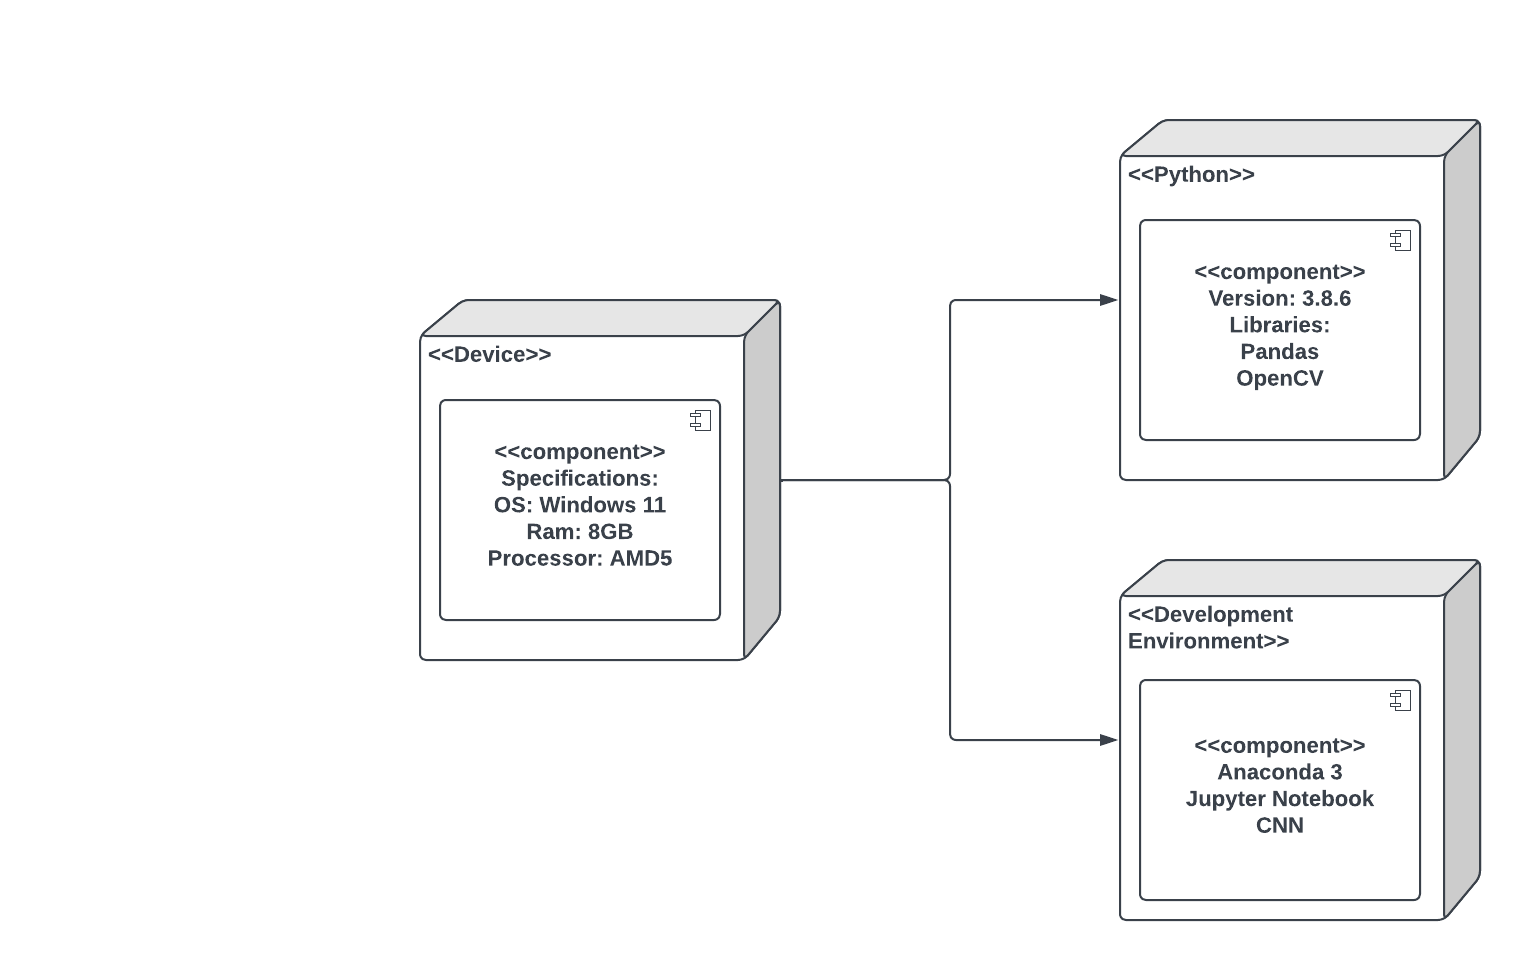 <<Device>>
<<component>>
Specifications:
OS: Windows 11
Ram: 8GB
Processor: AMD5
<<Python>>
<<component>>
Version: 3.8.6
Libraries:
Pandas
OpenCV
<<Development
Environment>>
<<component>>
Anaconda 3
Jupyter Notebook
CNN